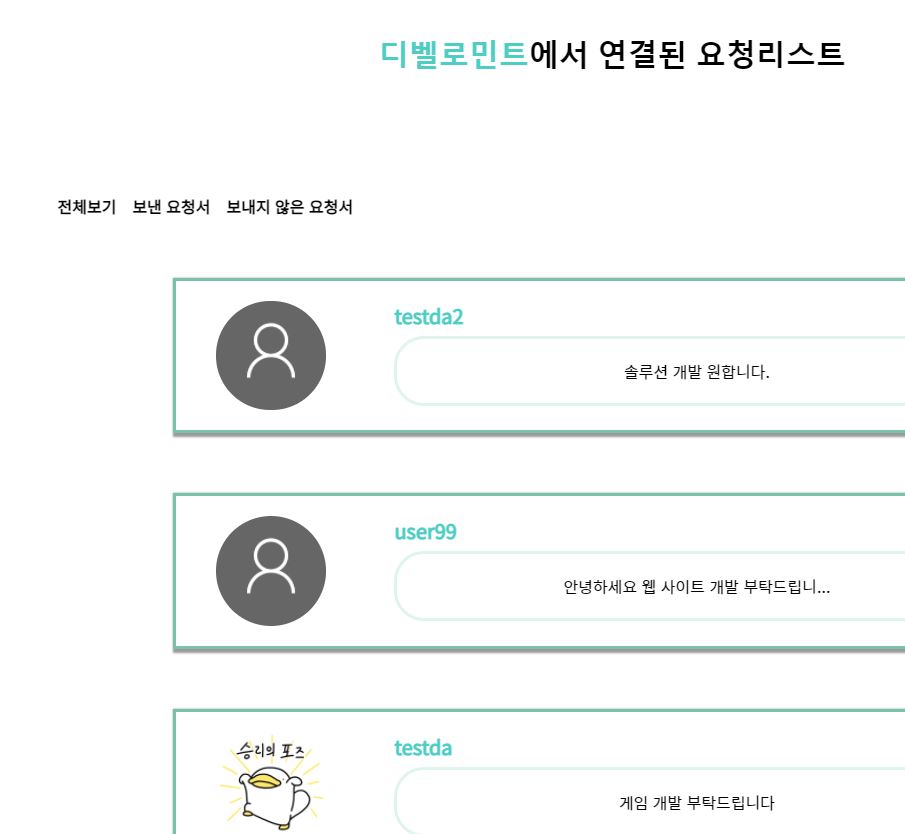 디벨로민트에서 연결된 요청리스트
전체보기 보낸 요청서 보내지 않은 요청서
testda2
솔루션 개발 원합니다.
user99
안녕하세요 웹 사이트 개발 부탁드립니...
승리의 포즈
testda
게임 개발 부탁드립니다